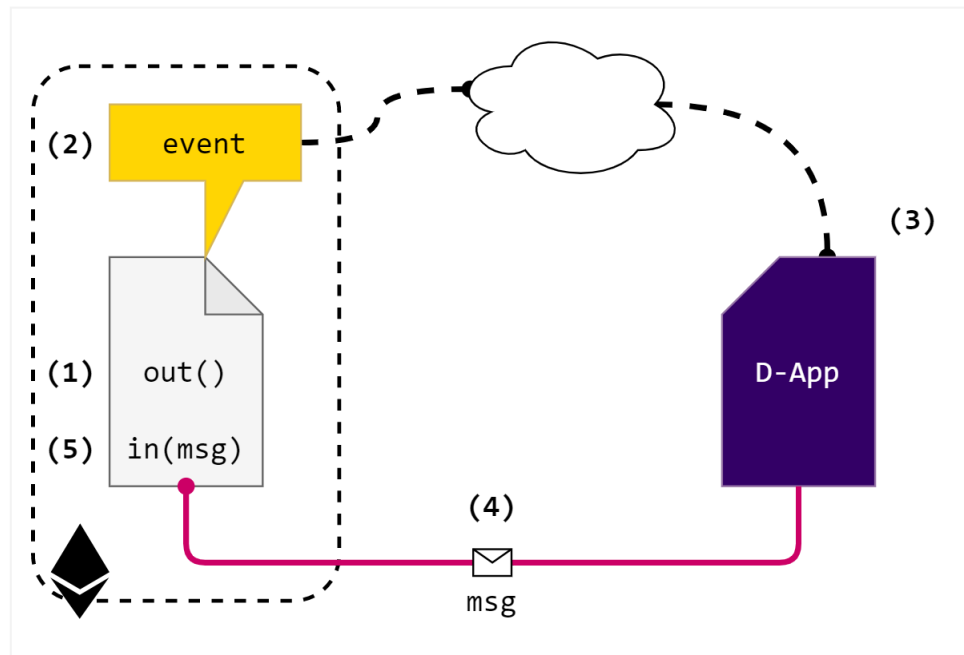 (2) event
(3)
(1) out() D-App
(5) in(msg)
(4)
msg